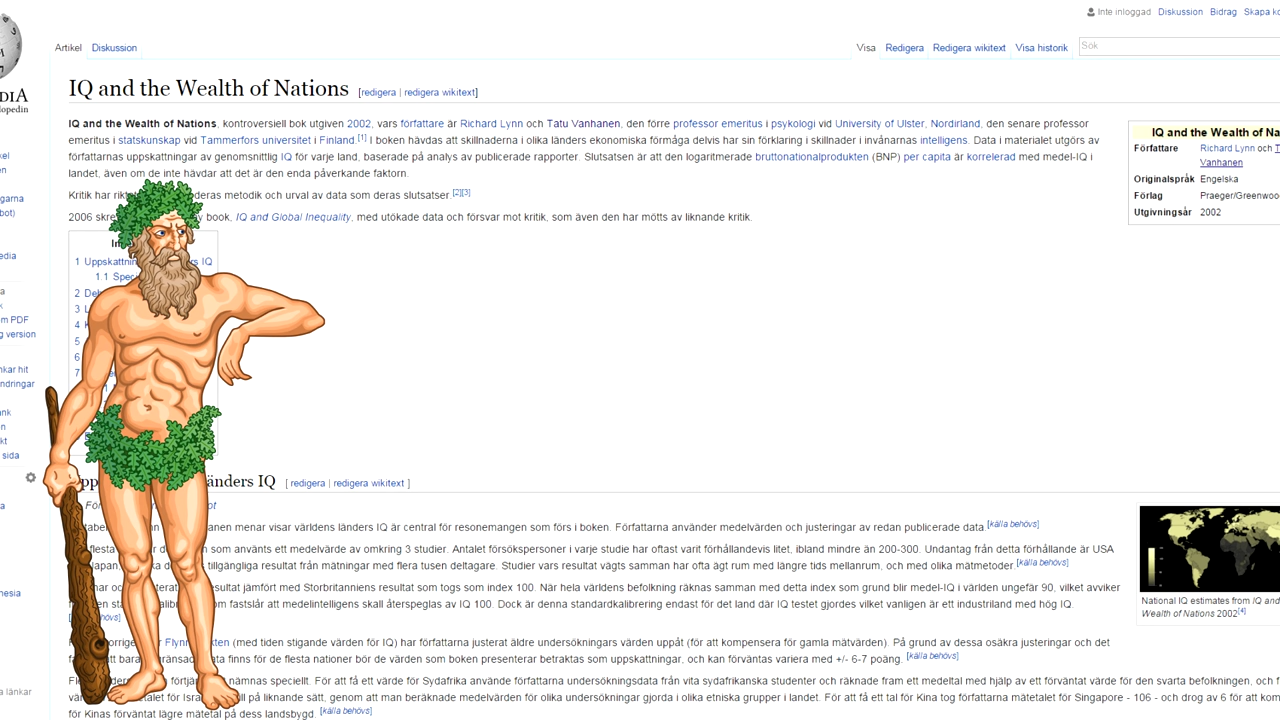 Inte inloggad Diskussion Bidrag Skapa
Artikel Diskussion
Visa Redigera Redigera wikitext Visa historik
Sök
IQ and the Wealth of Nations [redigera | redigera wikitext]
IQ and the Wealth of Nations, kontroversiell bok utgiven 2002, vars författare är Richard Lynn och Tatu Vanhanen, den förre professor emeritus i psykologi vid University of Ulster, Nordirland, den senare professor
emeritus i statskunskap vid Tammerfors universitet i Finland.[1] I boken hävdas att skillnaderna i olika länders ekonomiska förmåga delvis har sin förklaring i skillnader i invånarnas intelligens. Data i materialet utgörs av
författarnas uppskattningar av genomsnittlig IQ för varje land, baserade på analys av publicerade rapporter. Slutsatsen är att den logaritmerade bruttonationalprodukten (BNP) per capita är korrelerad med medel-IQ i
landet, även om de inte hävdar att det är den enda påverkande faktorn.
Kritik har deras metodik och urval av data som deras slutsatser.[2][3]
2006 book, IQ and Global Inequality, med utökade data och försvar mot kritik, som även den har mötts av liknande kritik.
IQ and the Wealth of
Författare Richard Lynn och
Vanhanen
Originalspråk Engelska
Förlag
Utgivningsår 2002
1 IQ
1.1
2
3
4
5
6
7
länders IQ [ redigera | redigera wikitext ]
menar visar världens länders IQ är central för resonemangen som förs i boken. Författarna använder medelvärden och justeringar av redan publicerade data [källa behövs]
som använts ett medelvärde av omkring 3 studier. Antalet försökspersoner i varje studie har oftast varit förhållandevis litet, ibland mindre än 200-300. Undantag från detta förhållande är USA
tillgängliga resultat från mätningar med flera tusen deltagare. Studier vars resultat vägts samman har ofta ägt rum med längre tids mellanrum, och med olika mätmetoder [källa behövs]
resultat jämfört med Storbritanniens resultat som togs som index 100. När hela världens befolkning räknas samman med detta index som grund blir medel-IQ i världen ungefär 90, vilket avviker
som fastslår att medelintelligens skall återspeglas av IQ 100. Dock är denna standardkalibrering endast för det land där IQ testet gjordes vilket vanligen är ett industriland med hög IQ.
(med tiden stigande värden för IQ) har författarna justerat äldre undersökningars värden uppåt (för att kompensera för gamla mätvärden). På grund av dessa osäkra justeringar och det
finns för de flesta nationer bör de värden som boken presenterar betraktas som uppskattningar, och kan förväntas variera med +/- 6-7 poäng. [källa behövs]
nämnas speciellt. För att få ett värde för Sydafrika använde författarna undersökningsdata från vita sydafrikanska studenter och räknade fram ett medeltal med hjälp av ett förväntat värde för den svarta befolkningen, och
på liknande sätt, genom att man beräknade medelvärden för olika undersökningar gjorda i olika etniska grupper i landet. För att få ett tal för Kina tog författarna mätetalet för Singapore - 106 - och drog av 6 för att
för Kinas förväntat lägre mätetal på dess landsbygd. [källa behövs]
National IQ estimates from IQ and
Wealth of Nations 2002[4]